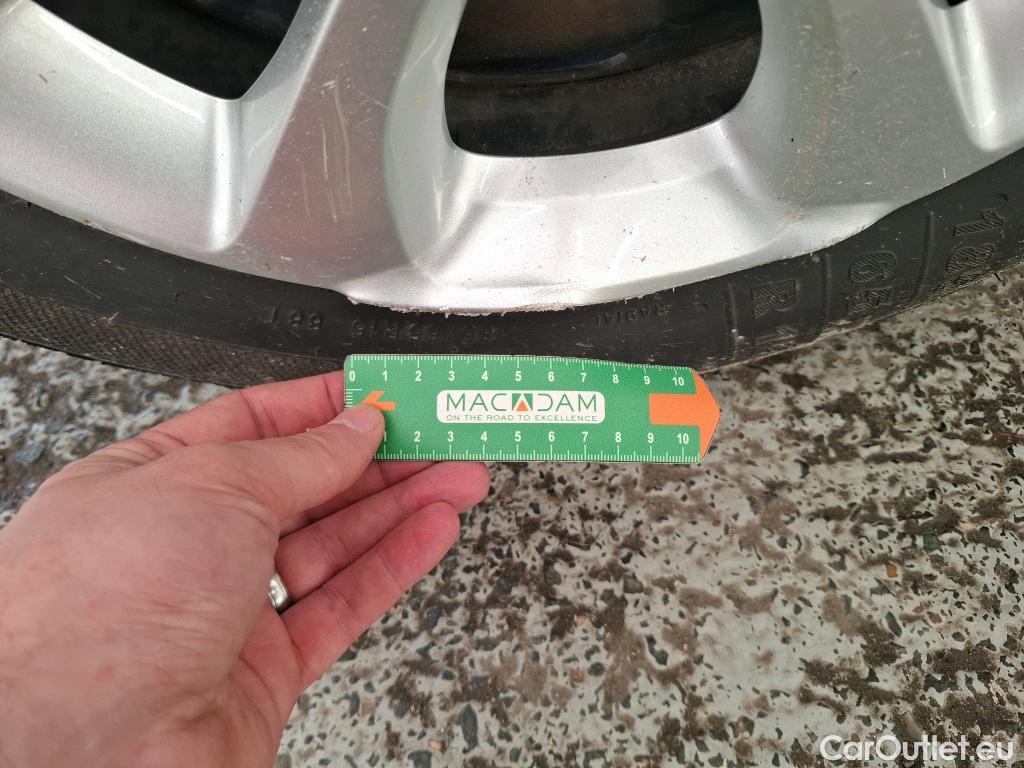 RADIAL
0 1 2 3 4 5 6 7 8 9 10
MACADAM
ON THE ROAD TO EXCELLENCE
1 2 3 4 5 6 7 8 9 10
CarOutlet.eu